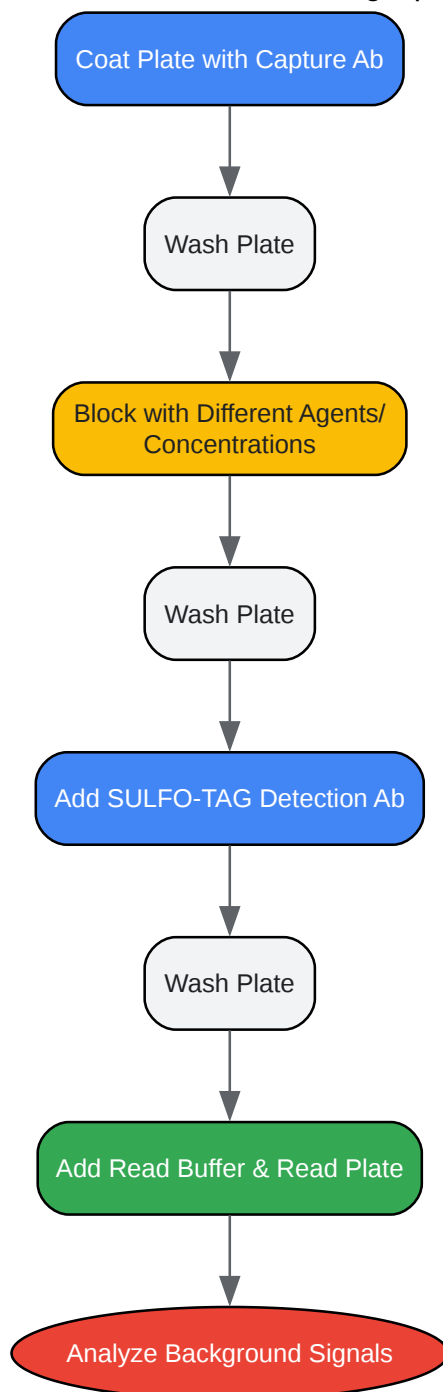 Coat Plate with Capture Ab
Wash Plate
Block with Different Agents/
Concentrations
Wash Plate
Add SULFO-TAG Detection Ab
Wash Plate
Add Read Buffer & Read Plate
Analyze Background Signals